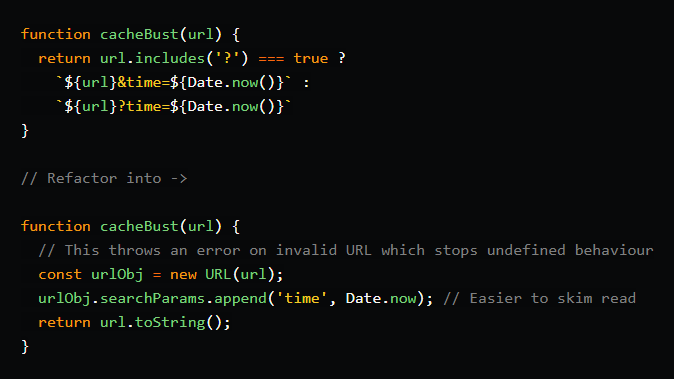 function cacheBust(url) {
  return url.includes('?') === true ?
    `${url}&time=${Date.now()}` :
    `${url}?time=${Date.now()}`
}

// Refactor into ->

function cacheBust(url) {
  // This throws an error on invalid URL which stops undefined behaviour
  const urlObj = new URL(url);
  urlObj.searchParams.append('time', Date.now); // Easier to skim read
  return url.toString();
}